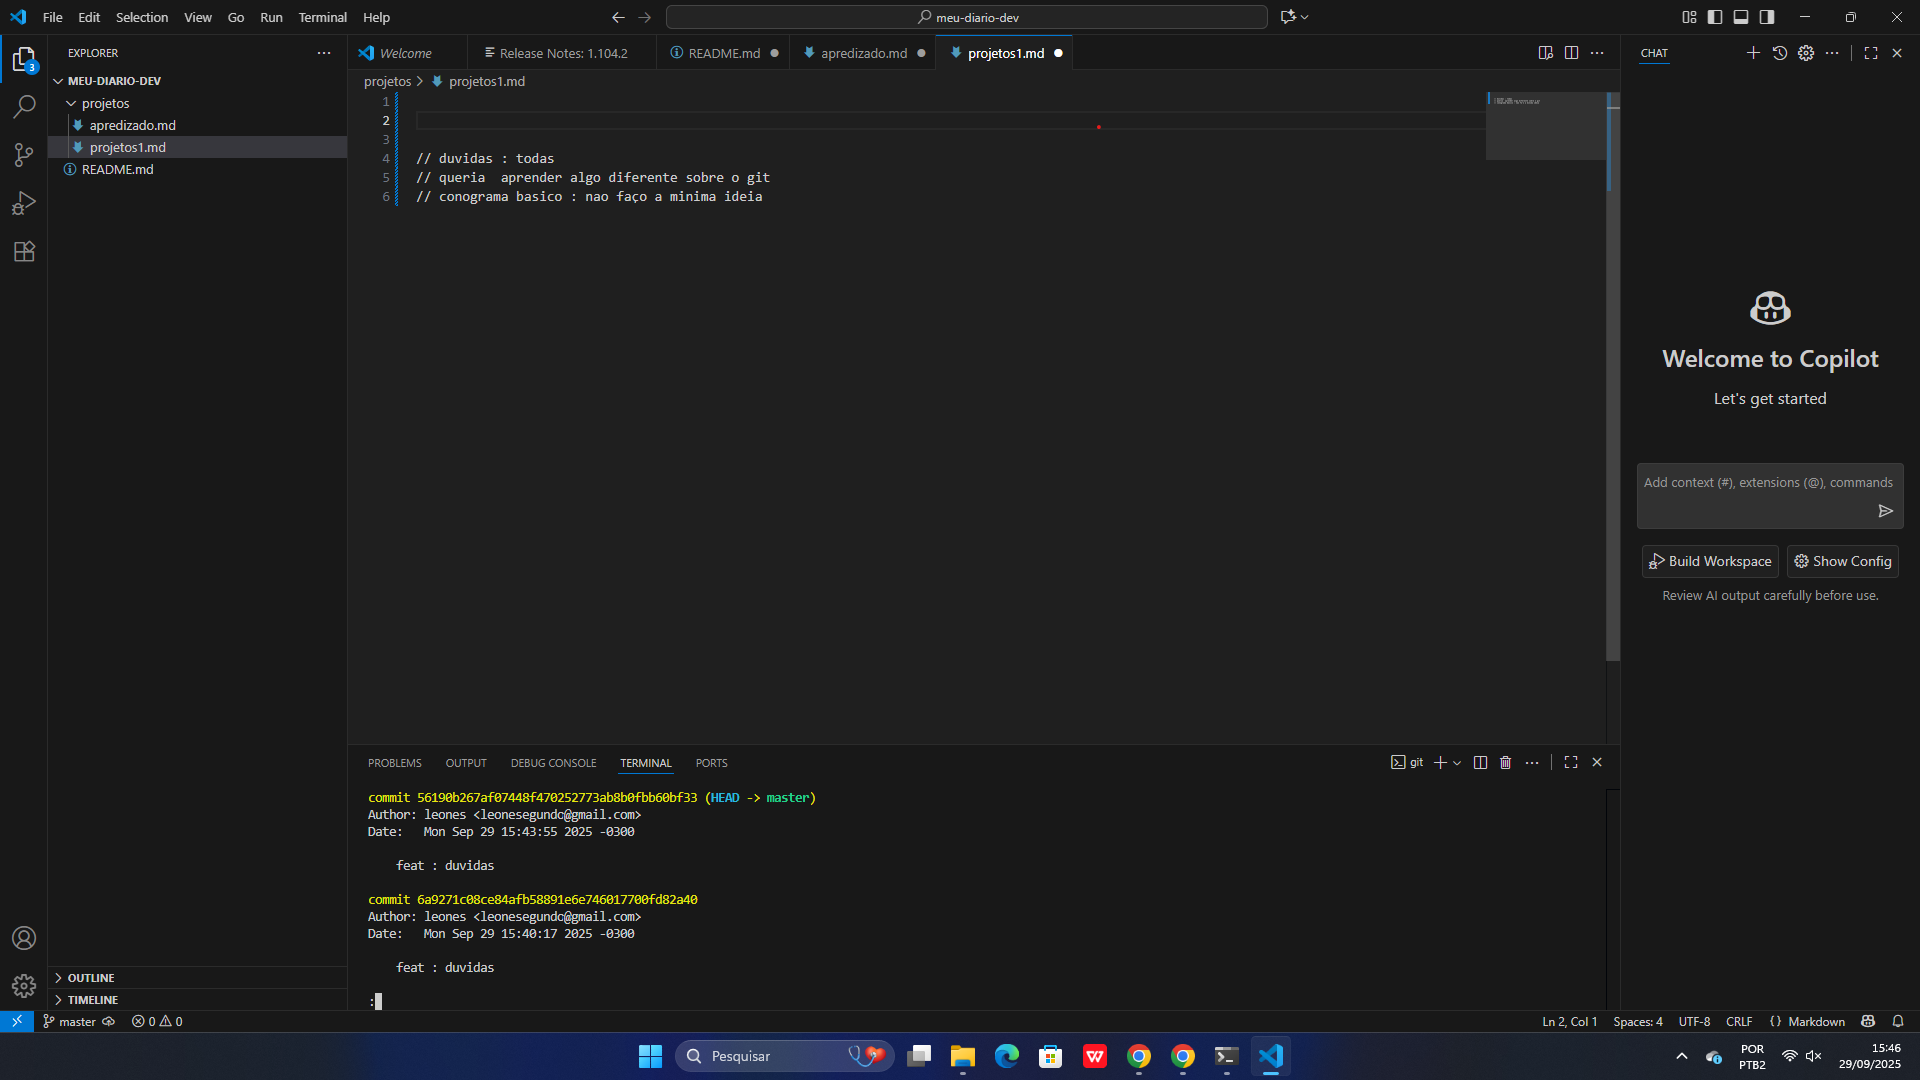 File Edit Selection View Go Run Terminal Help
meu-diario-dev
EXPLORER
3
MEU-DIARIO-DEV
projetos
apredizado.md
projetos1.md
README.md
OUTLINE
TIMELINE
Welcome
Release Notes: 1.104.2
README.md
apredizado.md
projetos1.md
projetos > projetos1.md
1
2
3
4 // duvidas : todas
5 // queria  aprender algo diferente sobre o git
6 // conograma basico : nao faço a minima ideia
PROBLEMS OUTPUT DEBUG CONSOLE TERMINAL PORTS
git
commit 56190b267af07448f470252773ab8b0fbb60bf33 (HEAD -> master)
Author: leones <leonesegundo@gmail.com>
Date:   Mon Sep 29 15:43:55 2025 -0300
feat : duvidas
commit 6a9271c08ce84afb58891e6e746017700fd82a40
Author: leones <leonesegundo@gmail.com>
Date:   Mon Sep 29 15:40:17 2025 -0300
feat : duvidas
:
CHAT
Welcome to Copilot
Let's get started
Add context (#), extensions (@), commands
Build Workspace
Show Config
Review AI output carefully before use.
master 0 0
Ln 2, Col 1 Spaces: 4 UTF-8 CRLF {} Markdown
Pesquisar
POR
PTB2
15:46
29/09/2025